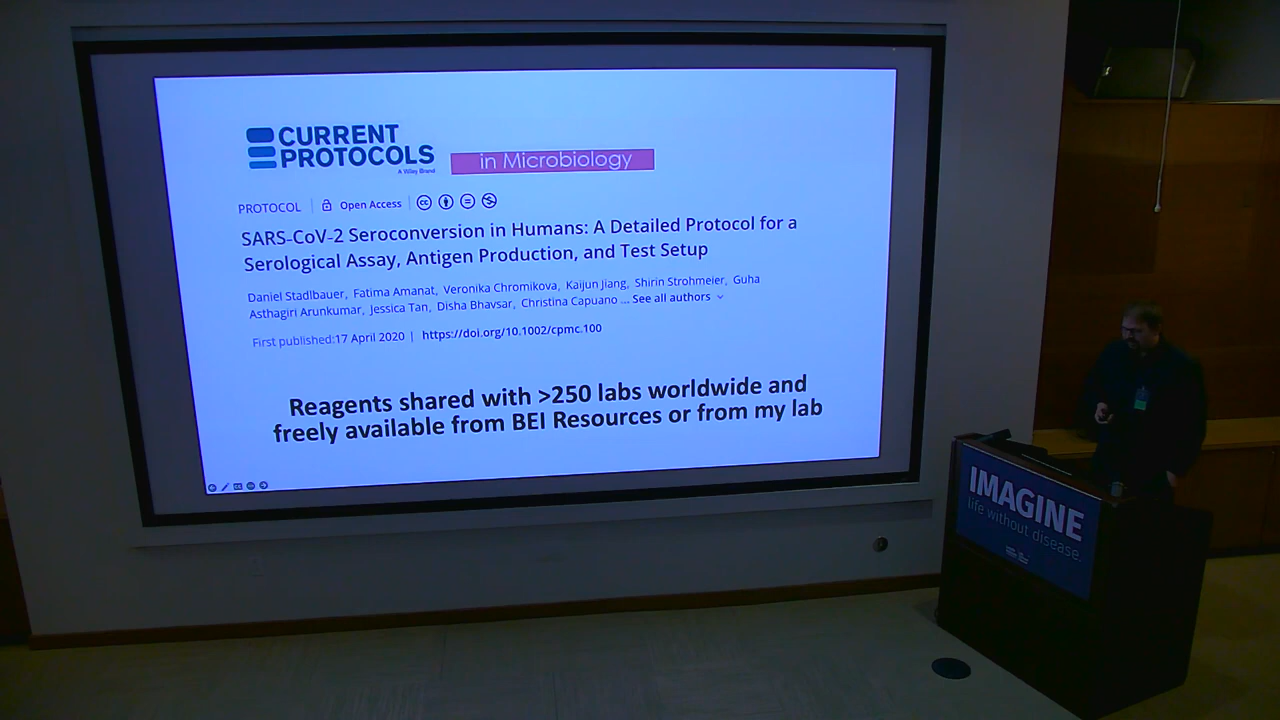 CURRENT
PROTOCOLS
A Wiley Brand
in Microbiology
PROTOCOL | Open Access
SARS-CoV-2 Seroconversion in Humans: A Detailed Protocol for a
Serological Assay, Antigen Production, and Test Setup
Daniel Stadlbauer, Fatima Amanat, Veronika Chromikova, Kaijun Jiang, Shirin Strohmeier, Guha
Asthagiri Arunkumar, Jessica Tan, Disha Bhavsar, Christina Capuano ... See all authors
First published:17 April 2020 | https://doi.org/10.1002/cpmc.100
Reagents shared with >250 labs worldwide and
freely available from BEI Resources or from my lab
IMAGINE
life without disease.